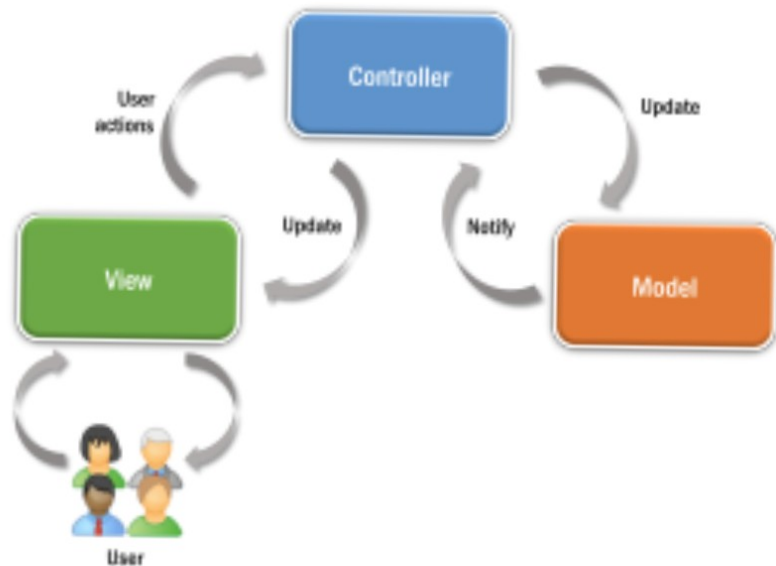 Controller
User
actions
Update
Update
Notify
View
Model
User